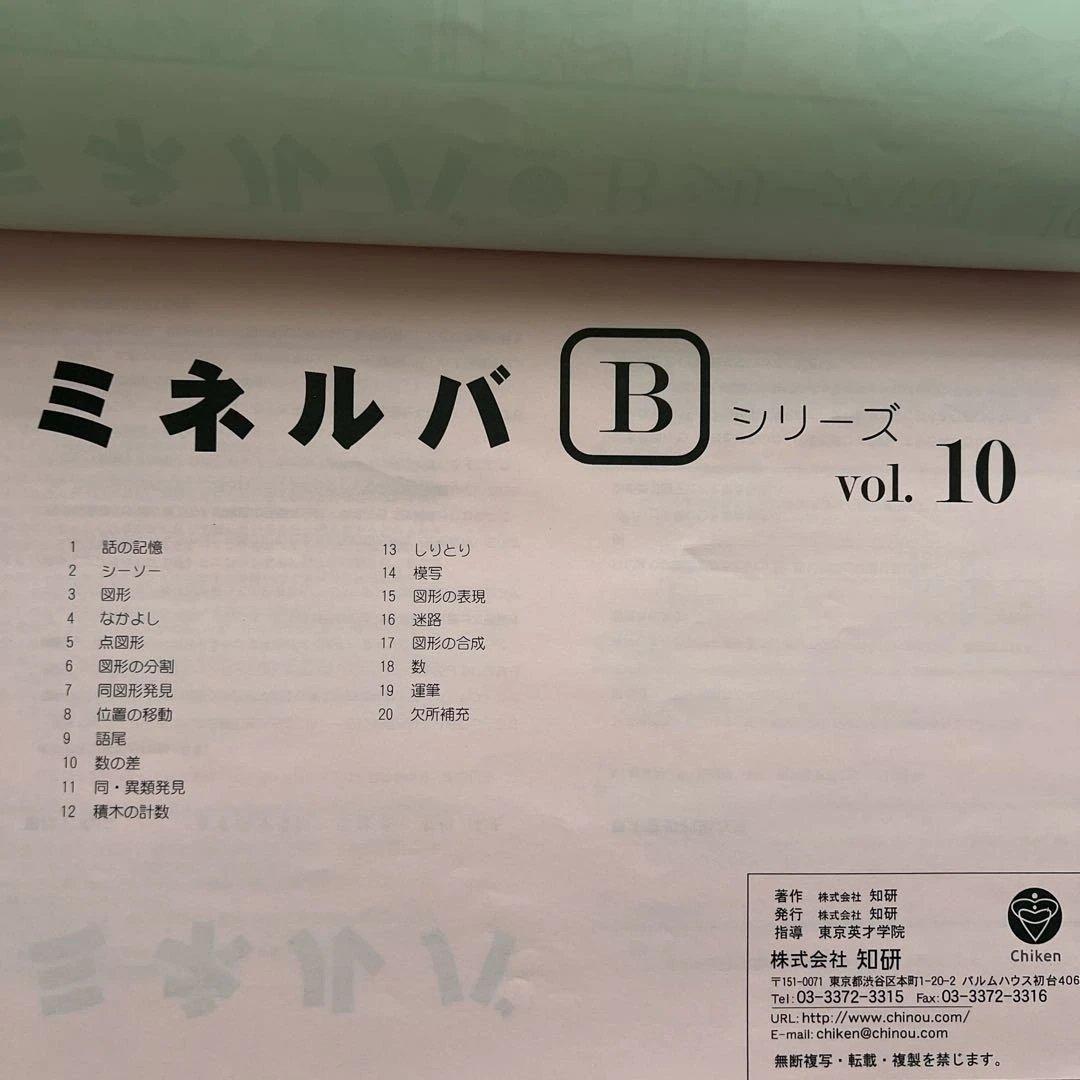 ミネルバ B シリーズ
vol. 10
1 話の記憶
2 シーソー
3 図形
4 なかよし
5 点図形
6 図形の分割
7 同図形発見
8 位置の移動
9 語尾
10 数の差
11 同・異類発見
12 積木の計数
13 しりとり
14 模写
15 図形の表現
16 迷路
17 図形の合成
18 数
19 運筆
20 欠所補充
著作 株式会社 知研
発行 株式会社 知研
指導 東京英才学院
Chiken
株式会社 知研
〒151-0071 東京都渋谷区本町1-20-2 パルムハウス初台406
Tel:03-3372-3315 Fax:03-3372-3316
URL:http://www.chinou.com/
E-mail:chiken@chinou.com
無断複写・転載・複製を禁じます。